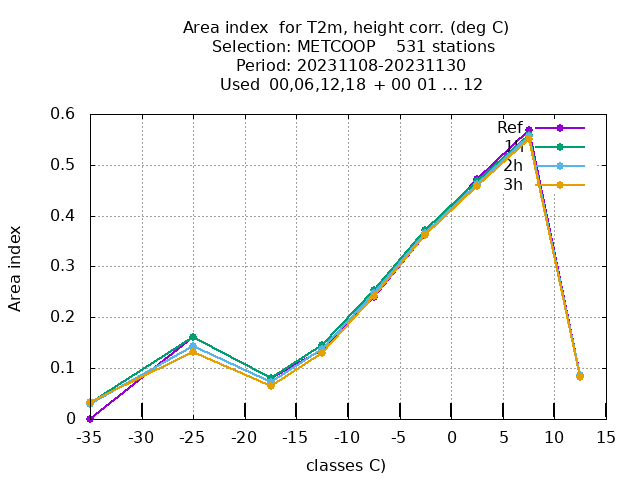 Area index  for T2m, height corr. (deg C)
Selection: METCOOP    531 stations
Period: 20231108-20231130
Used  00,06,12,18  + 00 01 ... 12
0.6
0.5
0.4
0.3
0.2
0.1
0
Area index
Ref
1h
2h
3h
-35 -30 -25 -20 -15 -10 -5 0 5 10 15
classes C)